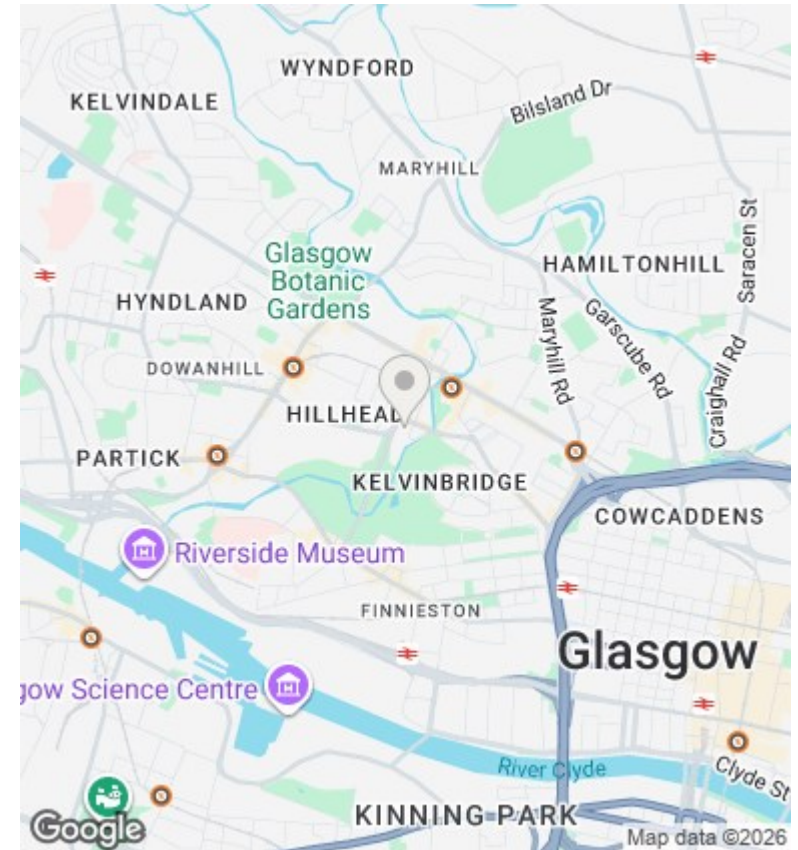 WYNDFORD
KELVINDALE
Bilsland Dr
MARYHILL
Saracen St
Glasgow
Botanic
Gardens
HAMILTONHILL
HYNDLAND
Maryhill Rd
Garscube Rd
Craighall Rd
DOWANHILL
HILLHEAD
PARTICK
KELVINBRIDGE
COWCADDENS
Riverside Museum
FINNIESTON
Glasgow
gow Science Centre
River Clyde
Clyde St
KINNING PARK
Google
Map data ©2026